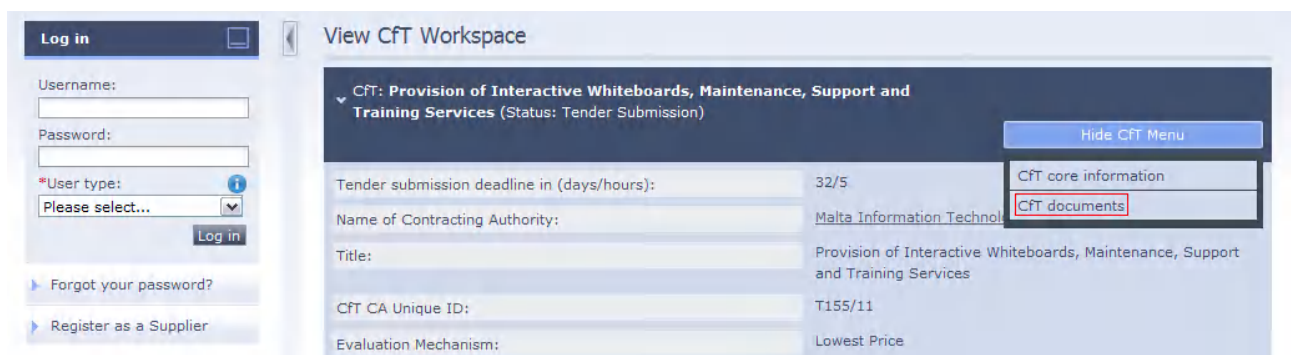 Log in
Username:
Password:
*User type:
Please select...
Log in
Forgot your password?
Register as a Supplier
View CfT Workspace
CfT: Provision of Interactive Whiteboards, Maintenance, Support and
Training Services (Status: Tender Submission)
Hide CfT Menu
CfT core information
CfT documents
Tender submission deadline in (days/hours):
32/5
Name of Contracting Authority:
Malta Information
Title:
Provision of Interactive Whiteboards, Maintenance, Support
and Training Services
CfT CA Unique ID:
T155/11
Evaluation Mechanism:
Lowest Price